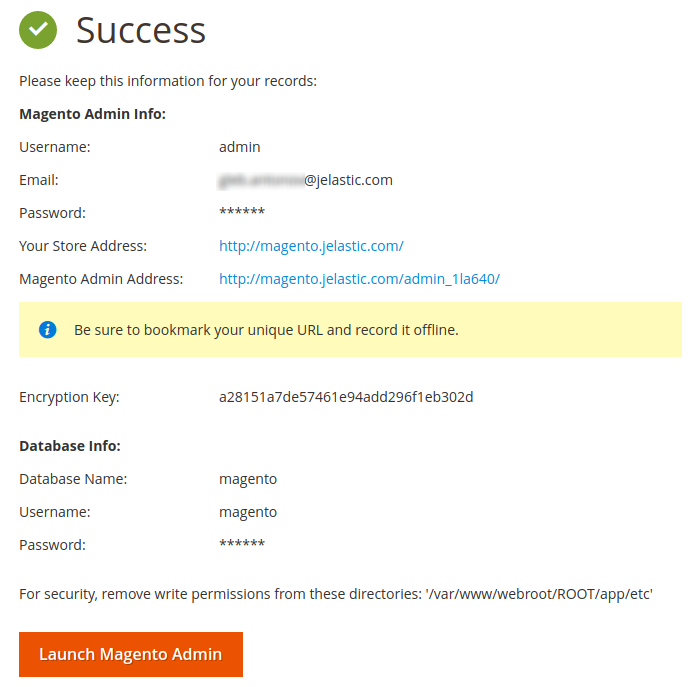 Success
Please keep this information for your records:
Magento Admin Info:
Username: admin
Email: @jelastic.com
Password: ******
Your Store Address: http://magento.jelastic.com/
Magento Admin Address: http://magento.jelastic.com/admin_1la640/
Be sure to bookmark your unique URL and record it offline.
Encryption Key: a28151a7de57461e94add296f1eb302d
Database Info:
Database Name: magento
Username: magento
Password: ******
For security, remove write permissions from these directories: '/var/www/webroot/ROOT/app/etc'
Launch Magento Admin